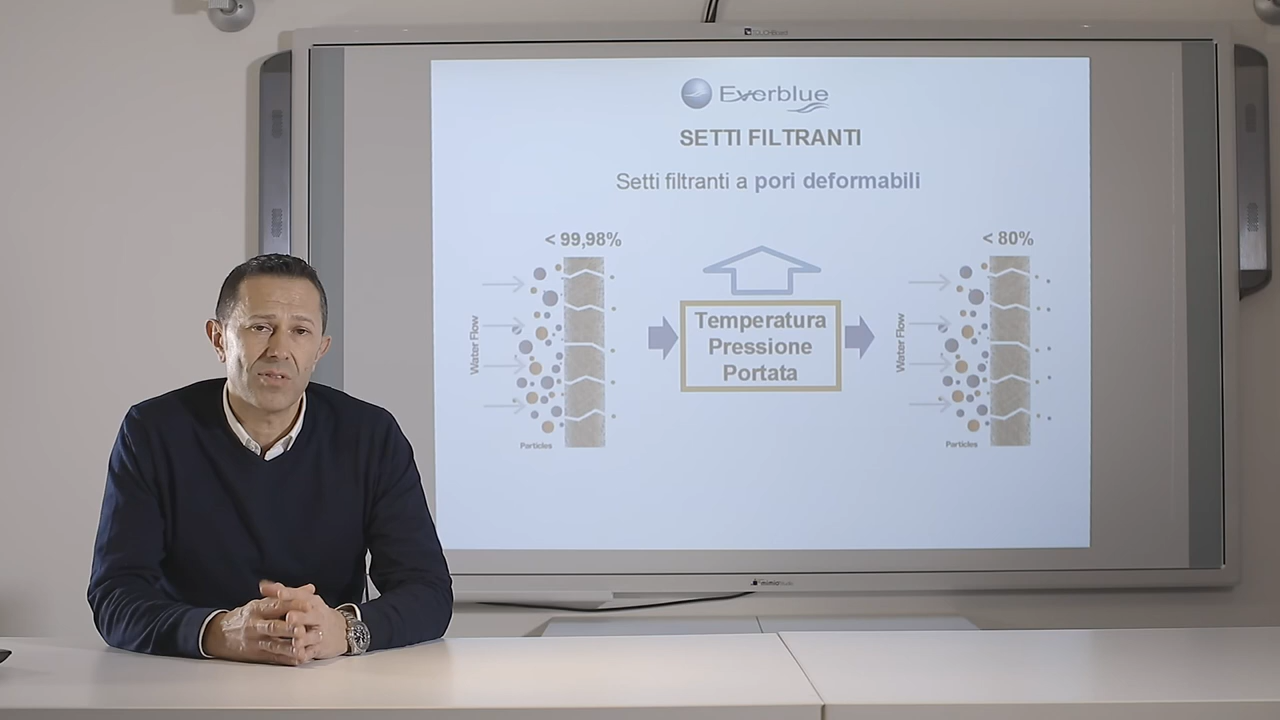 Everblue
SETTI FILTRANTI
Setti filtranti a pori deformabili
< 99,98%
< 80%
Water Flow
Temperatura
Pressione
Portata
Water Flow
Particles
Particles
mimio